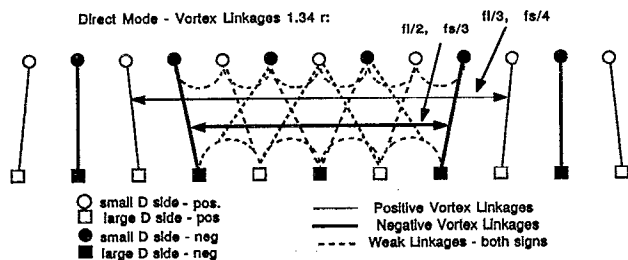 Direct Mode - Vortex Linkages 1.34 r:
fl/2, fs/3
fl/3, fs/4
small D side - pos.
large D side - pos
small D side - neg
large D side - neg
Positive Vortex Linkages
Negative Vortex Linkages
Weak Linkages - both signs